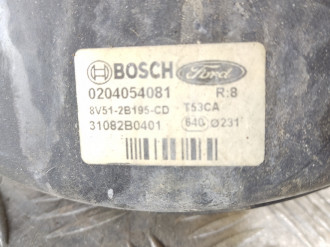 BOSCH Ford
0204054081 R:8
8V51-2B195-CD T53CA
31082B0401 640 Ø231